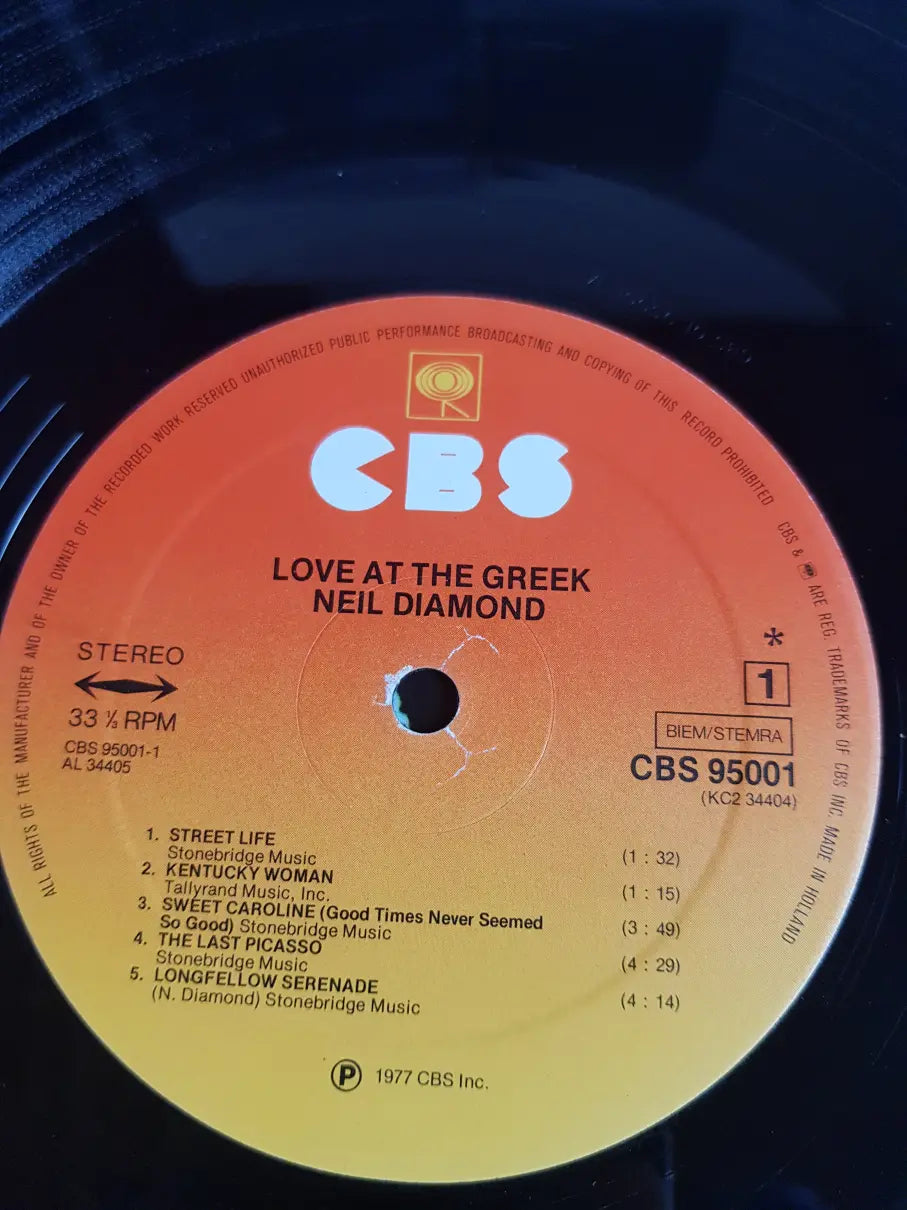 ALL RIGHTS OF THE MANUFACTURER AND OF THE OWNER OF THE RECORDED WORK RESERVED UNAUTHORIZED PUBLIC PERFORMANCE BROADCASTING AND COPYING OF THIS RECORD PROHIBITED CBS & ARE REG. TRADEMARKS OF CBS INC. MADE IN HOLLAND
CBS
LOVE AT THE GREEK
NEIL DIAMOND
STEREO
33 ⅓ RPM
CBS 95001-1
AL 34405
*
1
BIEM/STEMRA
CBS 95001
(KC2 34404)
1. STREET LIFE
Stonebridge Music (1 : 32)
2. KENTUCKY WOMAN
Tallyrand Music, Inc. (1 : 15)
3. SWEET CAROLINE (Good Times Never Seemed
So Good) Stonebridge Music (3 : 49)
4. THE LAST PICASSO
Stonebridge Music (4 : 29)
5. LONGFELLOW SERENADE
(N. Diamond) Stonebridge Music (4 : 14)
℗ 1977 CBS Inc.